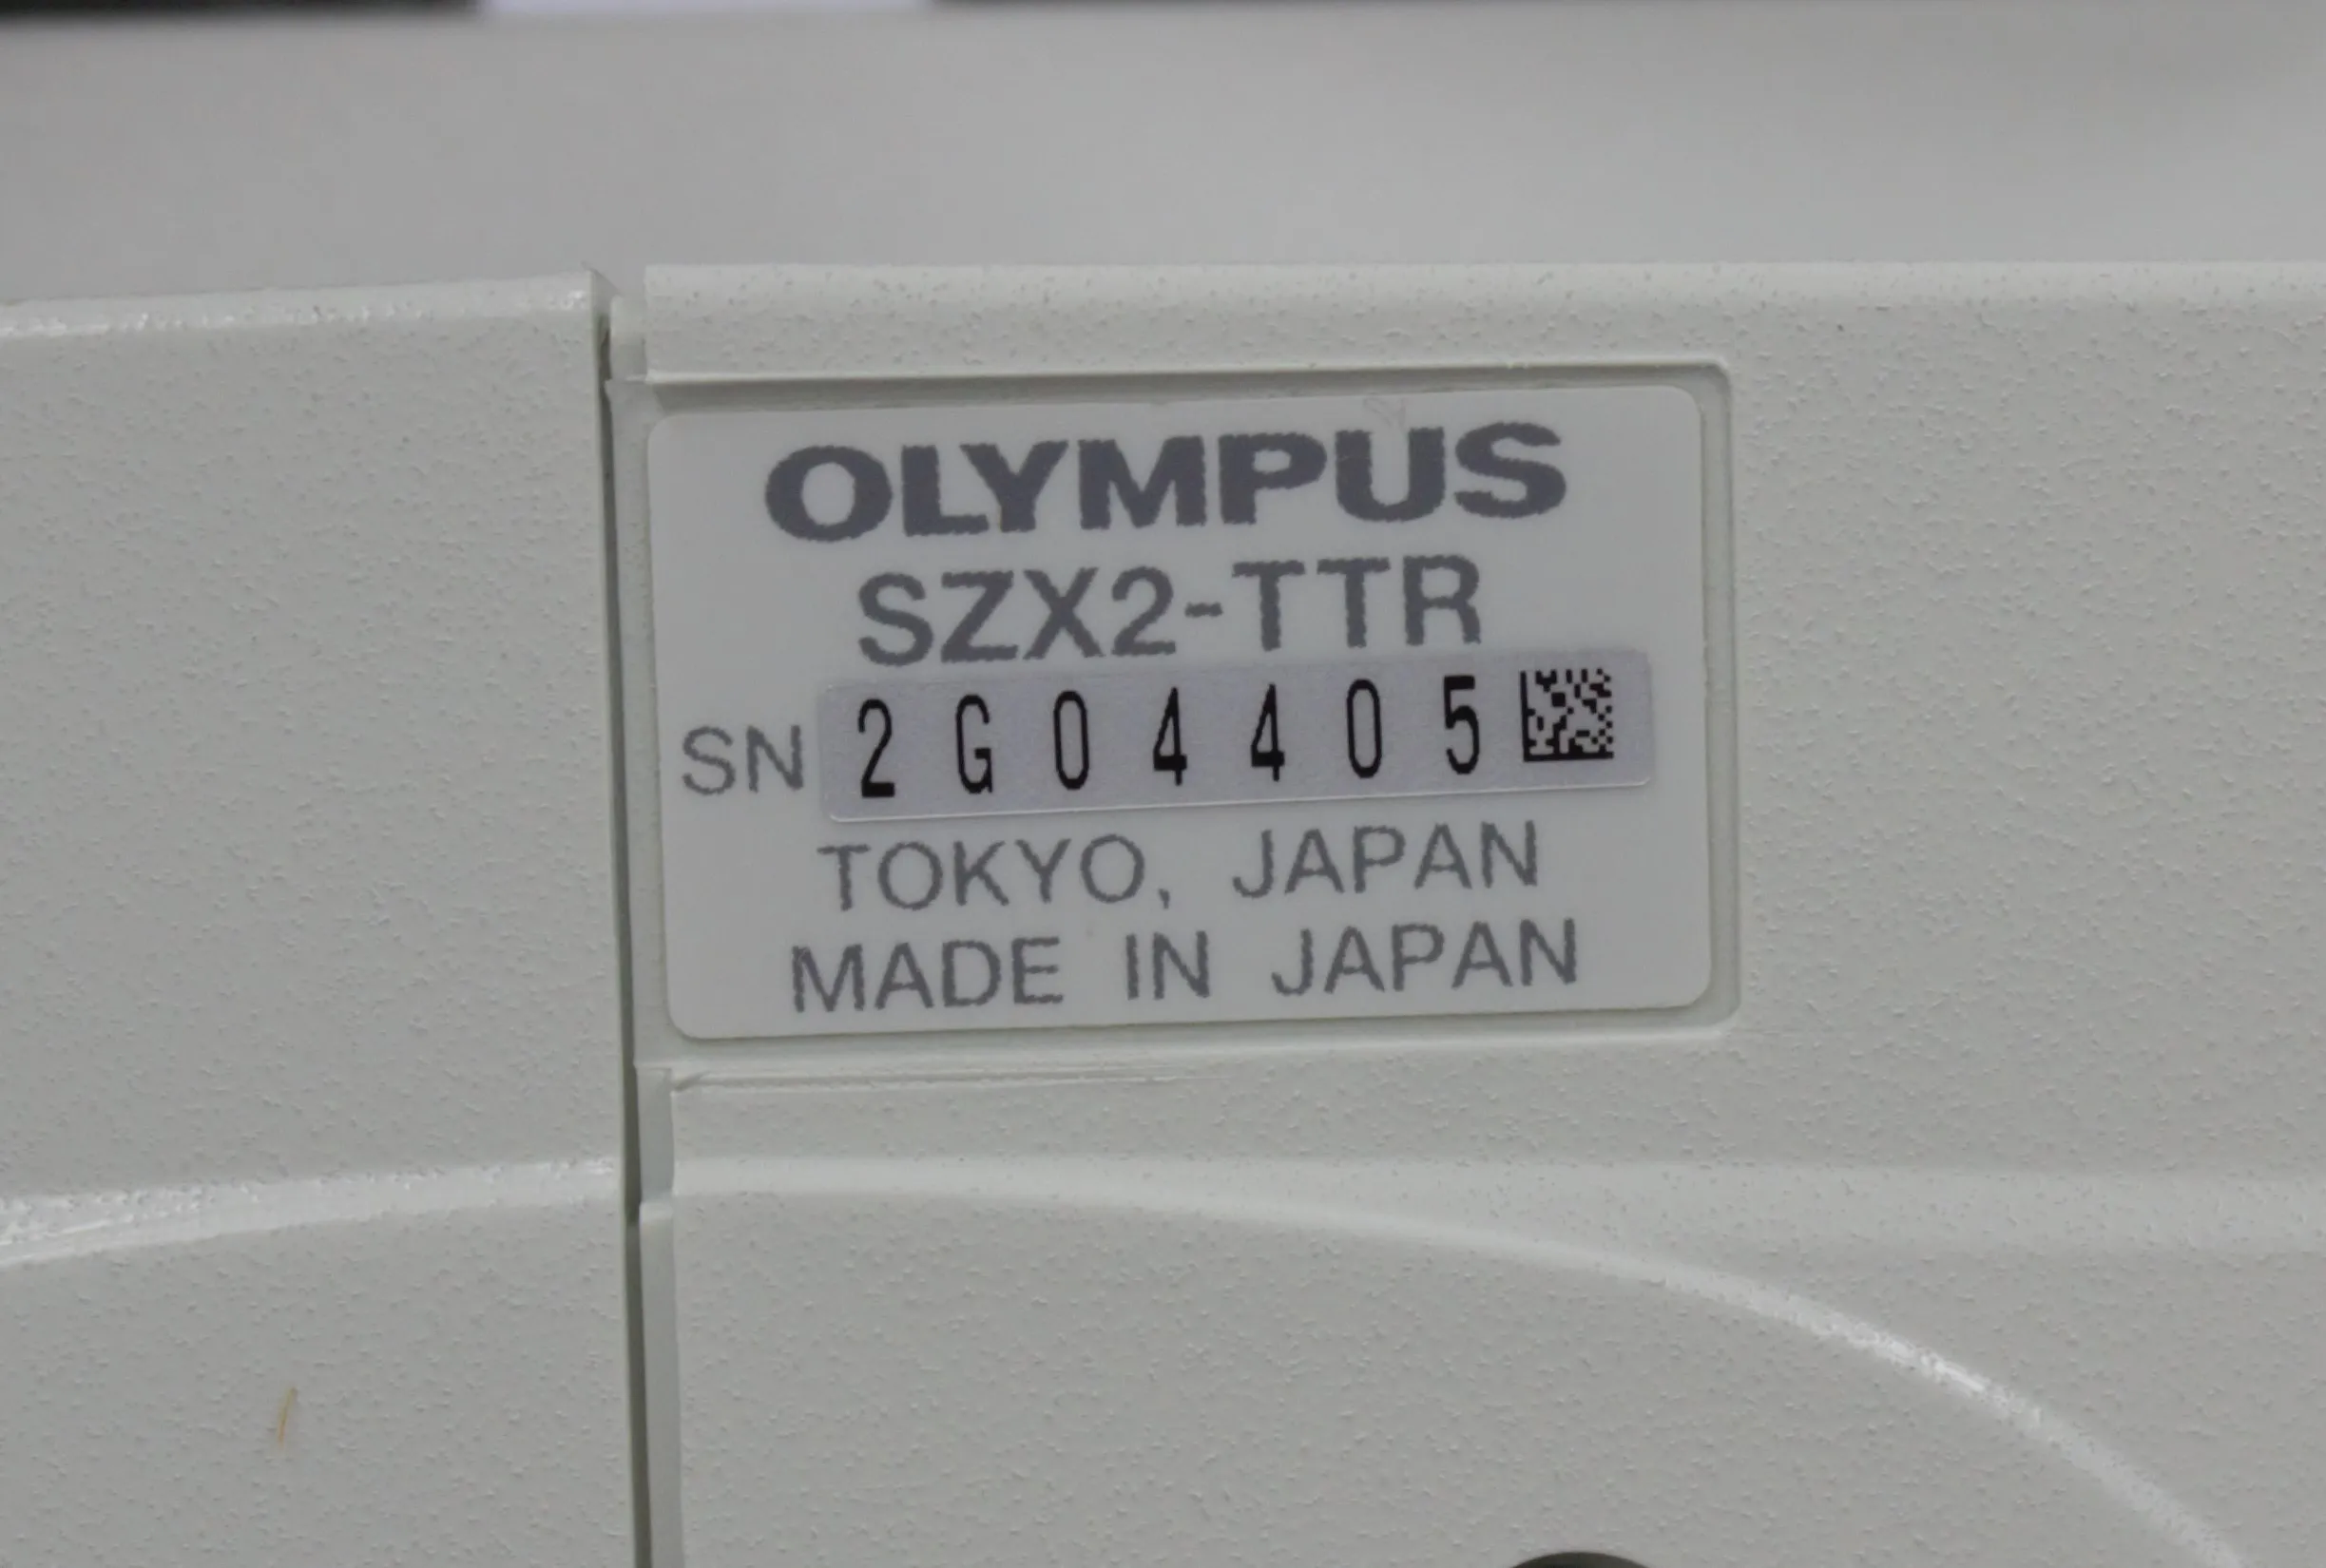 OLYMPUS
SZX2-TTR
SN 2G04405
TOKYO, JAPAN
MADE IN JAPAN